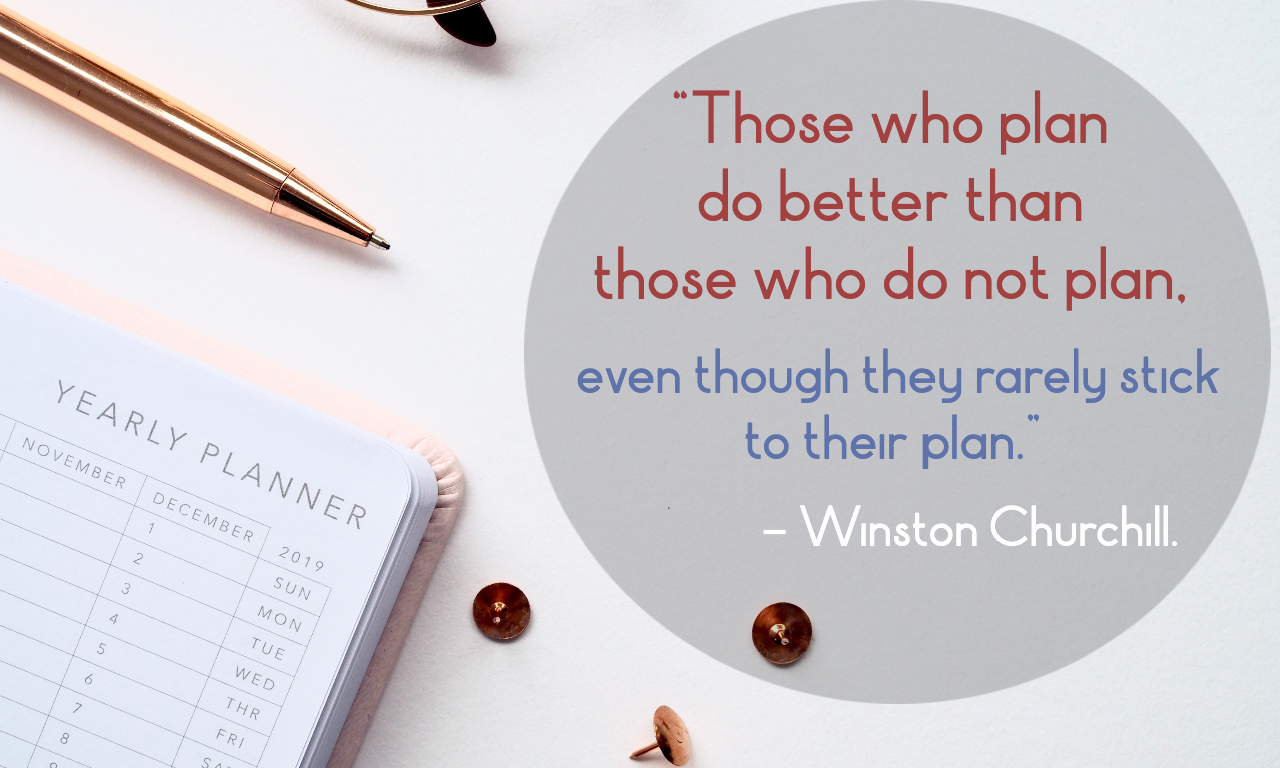 “Those who plan
do better than
those who do not plan,
even though they rarely stick
to their plan.”
– Winston Churchill.
YEARLY PLANNER
NOVEMBER
DECEMBER
2019
1
SUN
2
MON
3
TUE
4
WED
5
THR
6
FRI
7
8